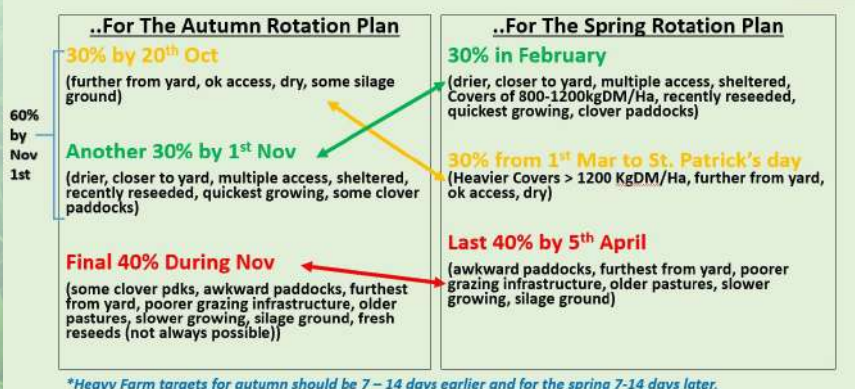 ..For The Autumn Rotation Plan
30% by 20th Oct
(further from yard, ok access, dry, some silage
ground)
60%
by
Nov
1st
Another 30% by 1st Nov
(drier, closer to yard, multiple access, sheltered,
recently reseeded, quickest growing, some clover
paddocks)
Final 40% During Nov
(some clover pdks, awkward paddocks, furthest
from yard, poorer grazing infrastructure, older
pastures, slower growing, silage ground, fresh
reseeds (not always possible))
..For The Spring Rotation Plan
30% in February
(drier, closer to yard, multiple access, sheltered,
Covers of 800-1200kgDM/Ha, recently reseeded,
quickest growing, clover paddocks)
30% from 1st Mar to St. Patrick's day
(Heavier Covers > 1200 KgDM/Ha, further from yard,
ok access, dry)
Last 40% by 5th April
(awkward paddocks, furthest from yard, poorer
grazing infrastructure, older pastures, slower
growing, silage ground)
*Heavy Farm targets for autumn should be 7 – 14 days earlier and for the spring 7-14 days later.